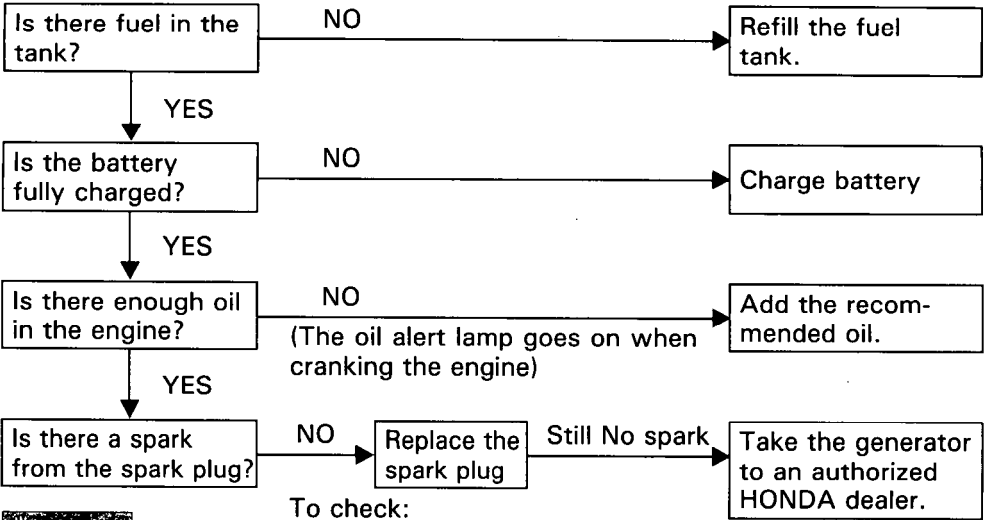 Is there fuel in the
tank?
NO
Refill the fuel
tank.
YES
Is the battery
fully charged?
NO
Charge battery
YES
Is there enough oil
in the engine?
NO
(The oil alert lamp goes on when
cranking the engine)
Add the recom-
mended oil.
YES
Is there a spark
from the spark plug?
NO
Replace the
spark plug
Still No spark
Take the generator
to an authorized
HONDA dealer.
To check: